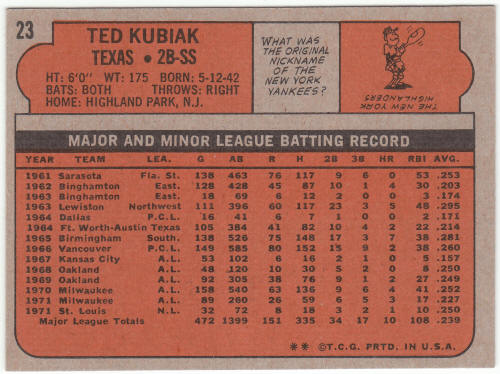 23
TED KUBIAK
TEXAS • 2B-SS
HT: 6'0" WT: 175 BORN: 5-12-42
BATS: BOTH THROWS: RIGHT
HOME: HIGHLAND PARK, N.J.
WHAT WAS
THE ORIGINAL
NICKNAME
OF THE
NEW YORK
YANKEES?
THE NEW YORK
HIGHLANDERS
MAJOR AND MINOR LEAGUE BATTING RECORD
YEAR TEAM LEA. G AB R H 2B 3B HR RBI AVG.
1961 Sarasota Fla. St. 138 463 76 117 9 6 0 53 .253
1962 Binghamton East. 128 428 45 87 10 1 4 30 .203
1963 Binghamton East. 18 69 6 12 2 0 0 3 .174
1963 Lewiston Northwest 111 396 60 117 23 3 5 48 .295
1964 Dallas P.C.L. 16 41 6 7 1 0 0 2 .171
1964 Ft. Worth-Austin Texas 105 384 41 82 10 4 2 22 .214
1965 Birmingham South. 138 526 75 148 17 3 7 38 .281
1966 Vancouver P.C.L. 149 585 80 152 15 9 2 38 .260
1967 Kansas City A.L. 53 102 6 16 2 1 0 5 .157
1968 Oakland A.L. 48 120 10 30 5 2 0 8 .250
1969 Oakland A.L. 92 305 38 76 9 1 2 27 .249
1970 Milwaukee A.L. 158 540 63 136 9 6 4 41 .252
1971 Milwaukee A.L. 89 260 26 59 6 5 3 17 .227
1971 St. Louis N.L. 32 72 8 18 3 2 1 10 .250
Major League Totals 472 1399 151 335 34 17 10 108 .239
** ©T.C.G. PRTD. IN U.S.A.